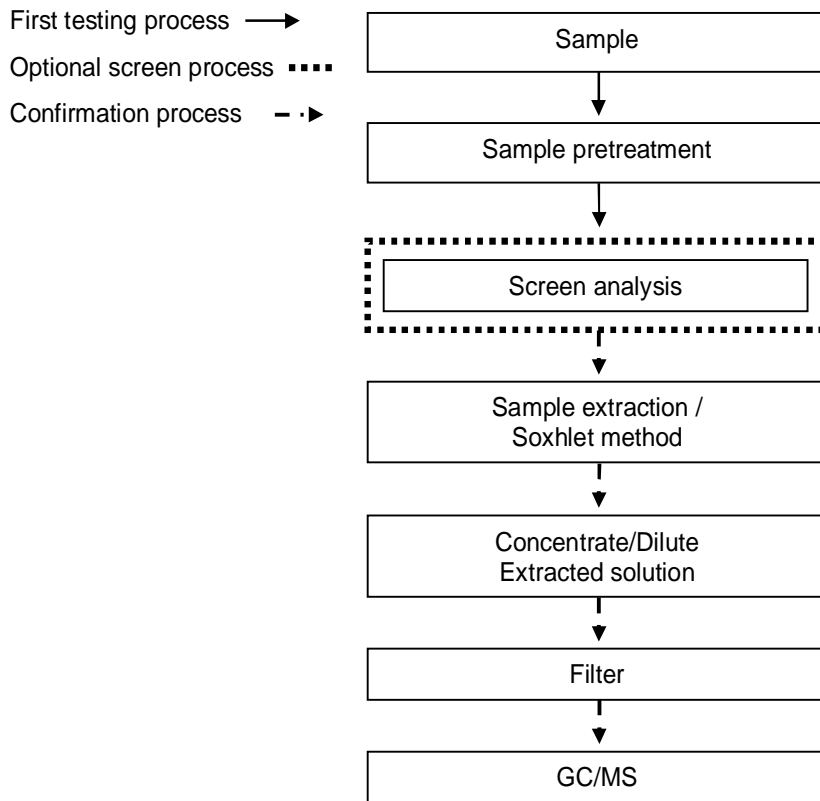 First testing process
Optional screen process
Confirmation process
Sample
Sample pretreatment
Screen analysis
Sample extraction /
Soxhlet method
Concentrate/Dilute
Extracted solution
Filter
GC/MS